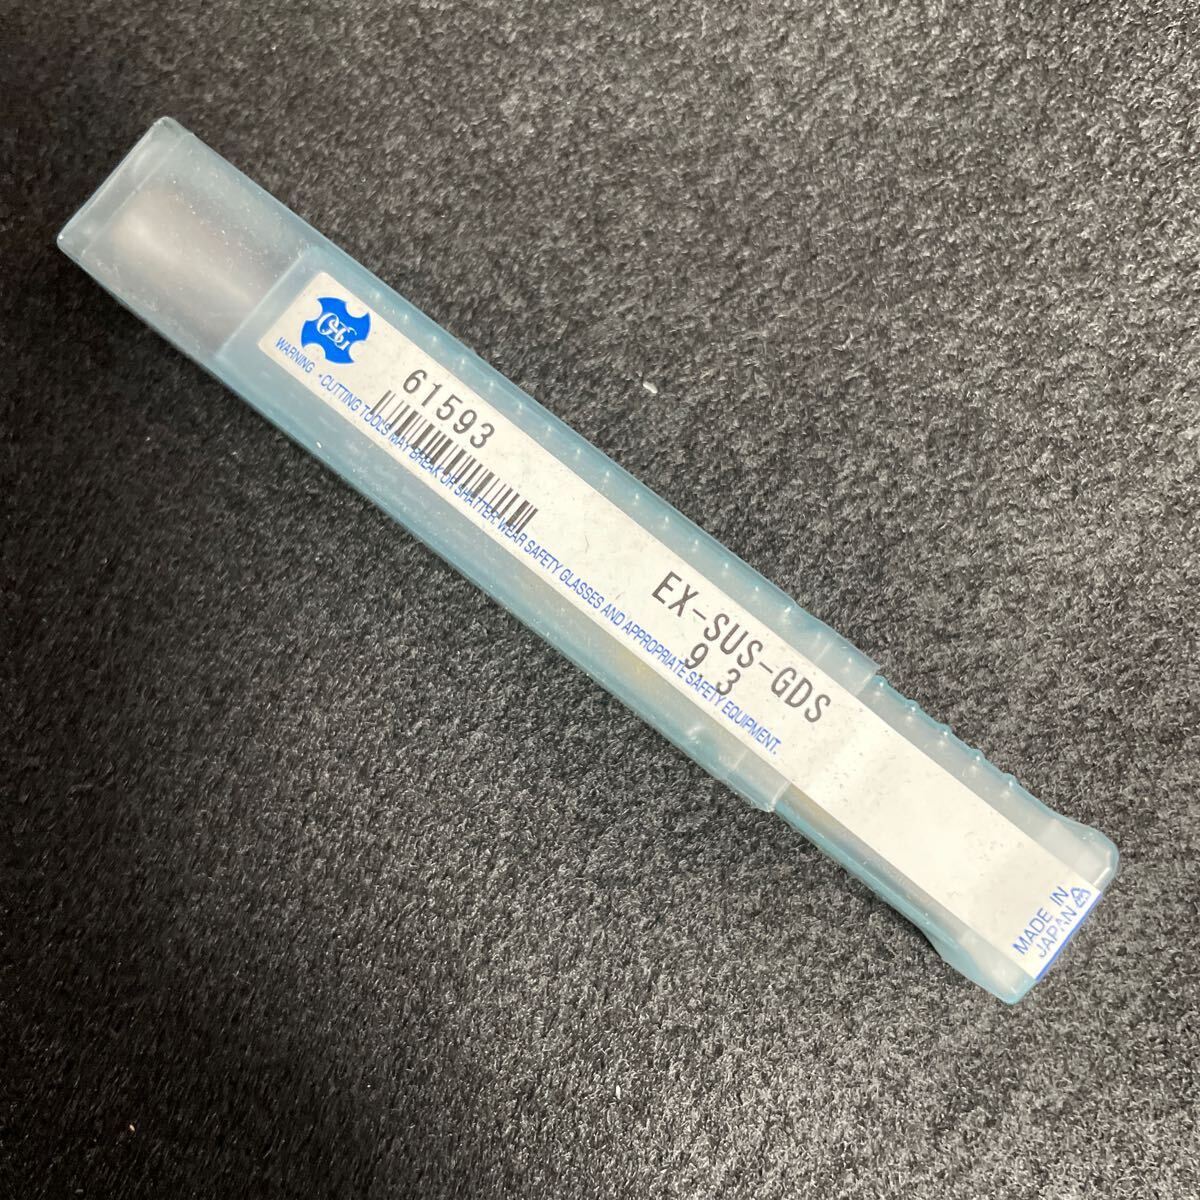 OSG
61593
WARNING • CUTTING TOOLS MAY BREAK OR SHATTER. WEAR SAFETY GLASSES AND APPROPRIATE SAFETY EQUIPMENT.
EX-SUS-GDS
9.3
MADE IN
JAPAN